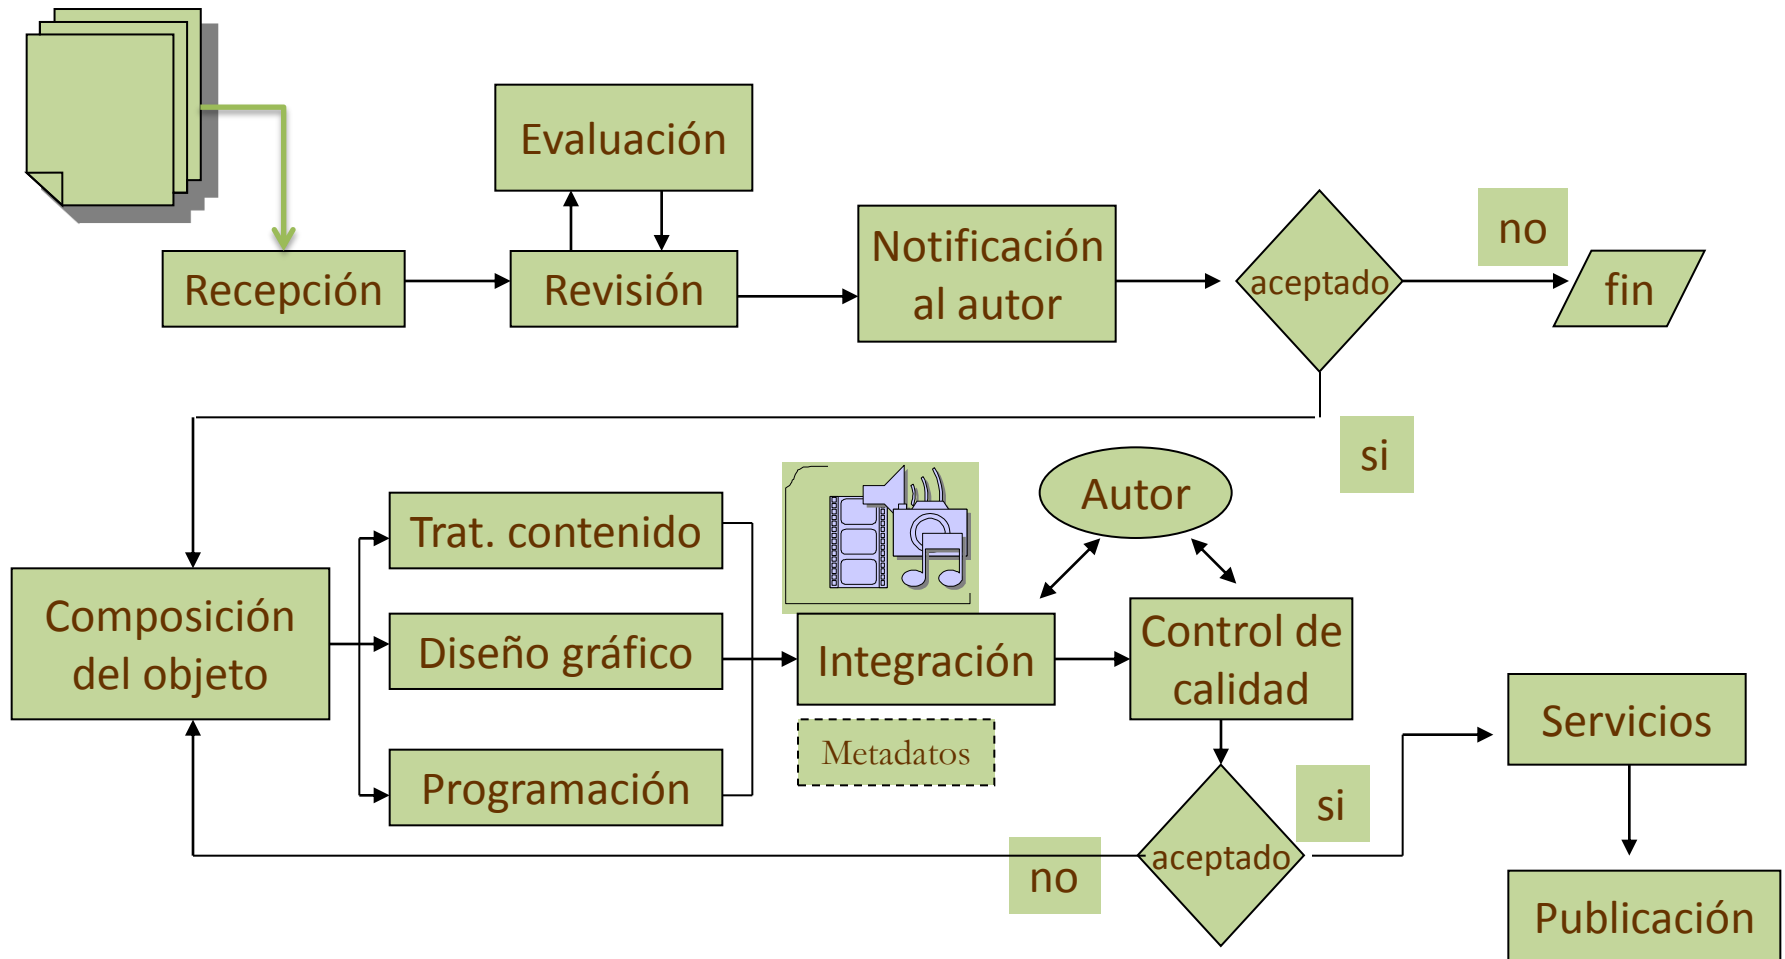 Evaluación
Recepción
Revisión
Notificación
al autor
aceptado
no
fin
si
Autor
Trat. contenido
Composición
del objeto
Diseño gráfico
Integración
Control de
calidad
Programación
Metadatos
Servicios
si
aceptado
no
Publicación